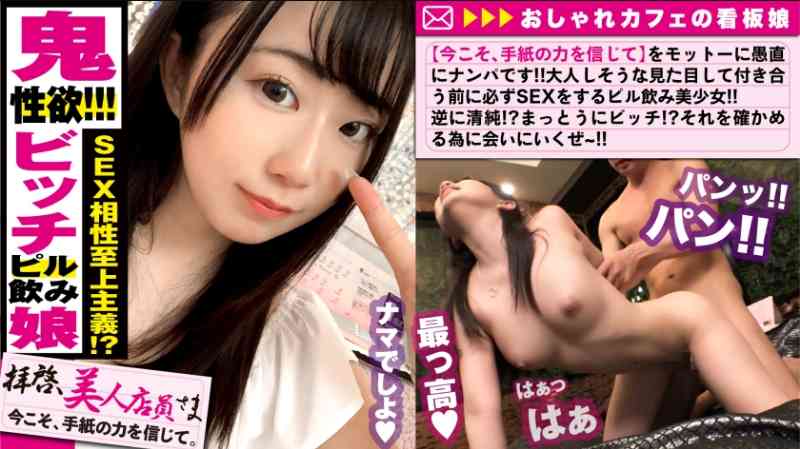 鬼
性欲!!!
ビッチ
ピル
飲み
娘
SEX相性至上主義!?
拝啓、美人店員さま
今こそ、手紙の力を信じて。
ナマでしょ♥
▶▶▶おしゃれカフェの看板娘
【今こそ、手紙の力を信じて】をモットーに愚直
にナンパです!!大人しそうな見た目して付き合
う前に必ずSEXをするピル飲み美少女!!
逆に清純!?まっとうにビッチ!?それを確かめ
る為に会いにいくぜ~!!
パンッ!!
パン!!
最っ高♥
はぁっ
はぁ